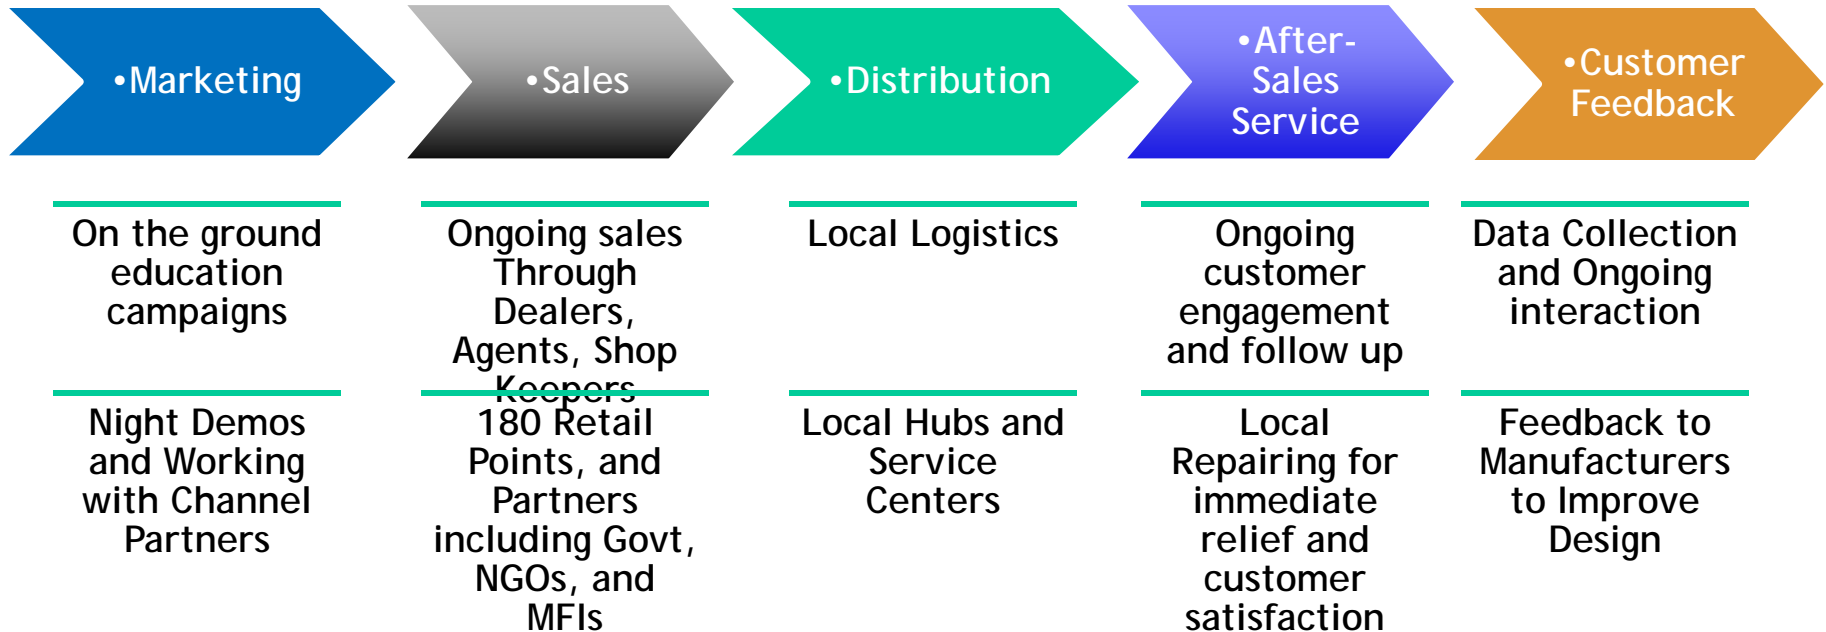 •Marketing
•Sales
•Distribution
•After-
Sales
Service
•Customer
Feedback
On the ground
education
campaigns
Night Demos
and Working
with Channel
Partners
Ongoing sales
Through
Dealers,
Agents, Shop
Keepers
180 Retail
Points, and
Partners
including Govt,
NGOs, and
MFIs
Local Logistics
Local Hubs and
Service
Centers
Ongoing
customer
engagement
and follow up
Local
Repairing for
immediate
relief and
customer
satisfaction
Data Collection
and Ongoing
interaction
Feedback to
Manufacturers
to Improve
Design